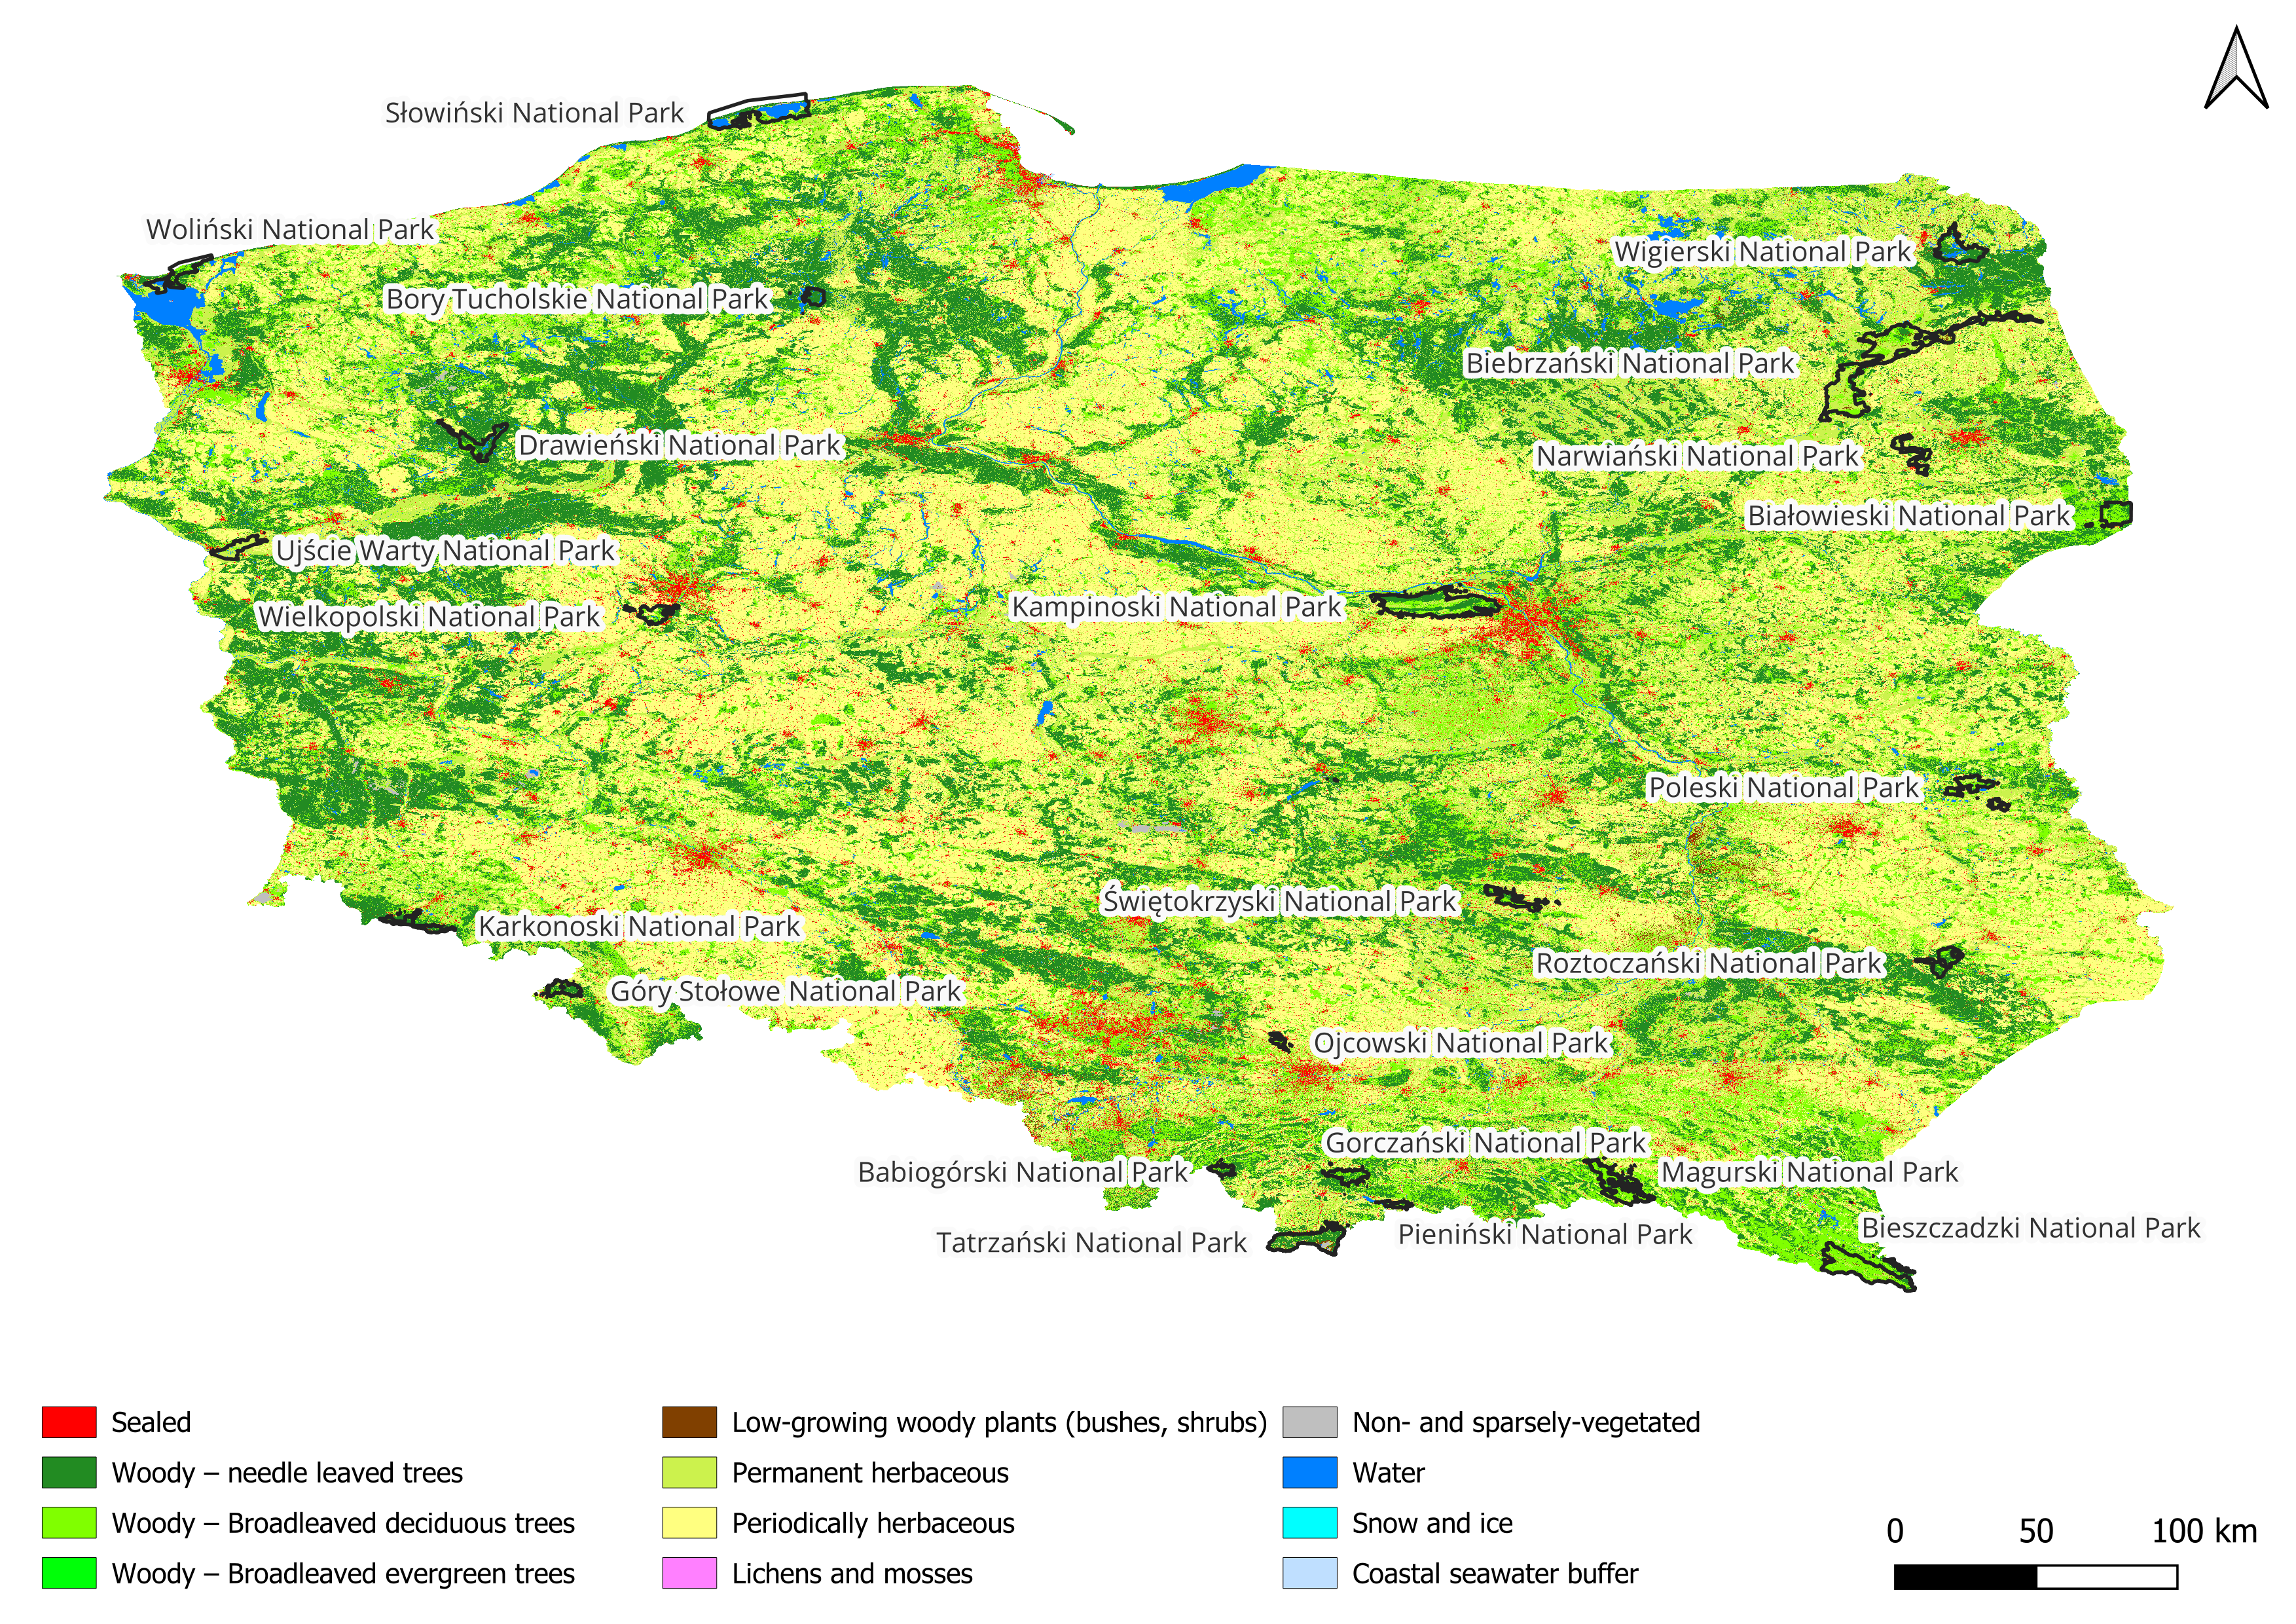 Słowiński National Park
Woliński National Park
Wigierski National Park
Bory Tucholskie National Park
Biebrzański National Park
Drawieński National Park
Narwiański National Park
Białowieski National Park
Ujście Warty National Park
Kampinoski National Park
Wielkopolski National Park
Poleski National Park
Świętokrzyski National Park
Karkonoski National Park
Roztoczański National Park
Góry Stołowe National Park
Ojcowski National Park
Gorczański National Park
Babiogórski National Park
Magurski National Park
Bieszczadzki National Park
Pieniński National Park
Tatrzański National Park
Sealed
Woody – needle leaved trees
Woody – Broadleaved deciduous trees
Woody – Broadleaved evergreen trees
Low-growing woody plants (bushes, shrubs)
Permanent herbaceous
Periodically herbaceous
Lichens and mosses
Non- and sparsely-vegetated
Water
Snow and ice
Coastal seawater buffer
0 50 100 km